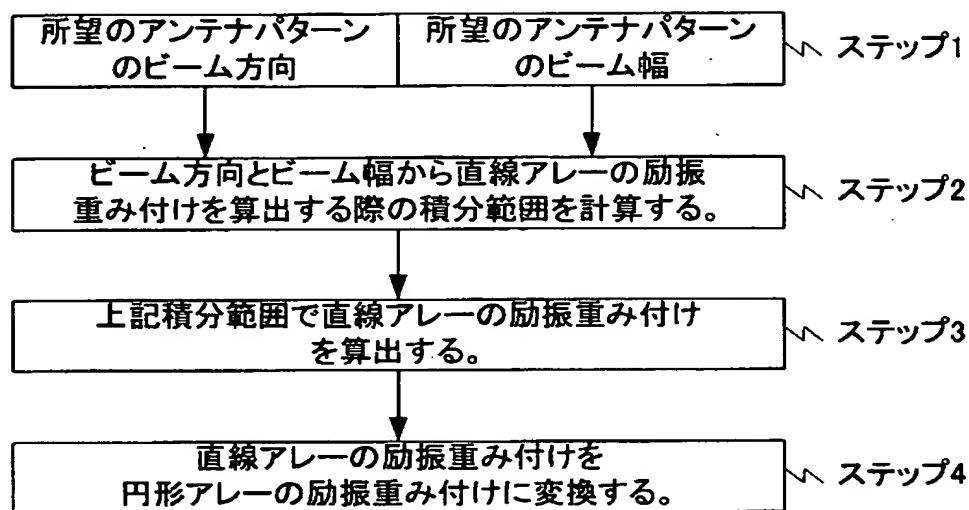 所望のアンテナパターン
のビーム方向
所望のアンテナパターン
のビーム幅
ステップ1
ビーム方向とビーム幅から直線アレーの励振
重み付けを算出する際の積分範囲を計算する。
ステップ2
上記積分範囲で直線アレーの励振重み付け
を算出する。
ステップ3
直線アレーの励振重み付けを
円形アレーの励振重み付けに変換する。
ステップ4